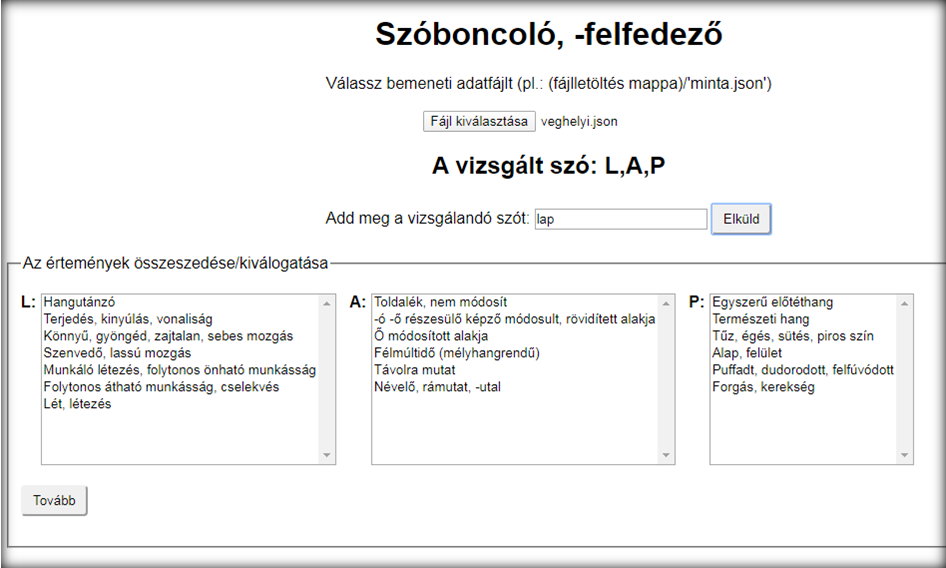 Szóboncoló, -felfedező
Válassz bemeneti adatfájlt (pl.: (fájlletöltés mappa)/'minta.json')
Fájl kiválasztása veghelyi.json
A vizsgált szó: L,A,P
Add meg a vizsgálandó szót: lap Elküld
Az értemények összeszedése/kiválogatása
L:
Hangutánzó
Terjedés, kinyúlás, vonaliság
Könnyű, gyöngéd, zajtalan, sebes mozgás
Szenvedő, lassú mozgás
Munkáló létezés, folytonos önható munkásság
Folytonos átható munkásság, cselekvés
Lét, létezés
A:
Toldalék, nem módosít
-ó -ő részesülő képző módosult, rövidített alakja
Ő módosított alakja
Félmúltidő (mélyhangrendű)
Távolra mutat
Névelő, rámutat, -utal
P:
Egyszerű előtéthang
Természeti hang
Tűz, égés, sütés, piros szín
Alap, felület
Puffadt, dudorodott, felfúvódott
Forgás, kerekség
Tovább